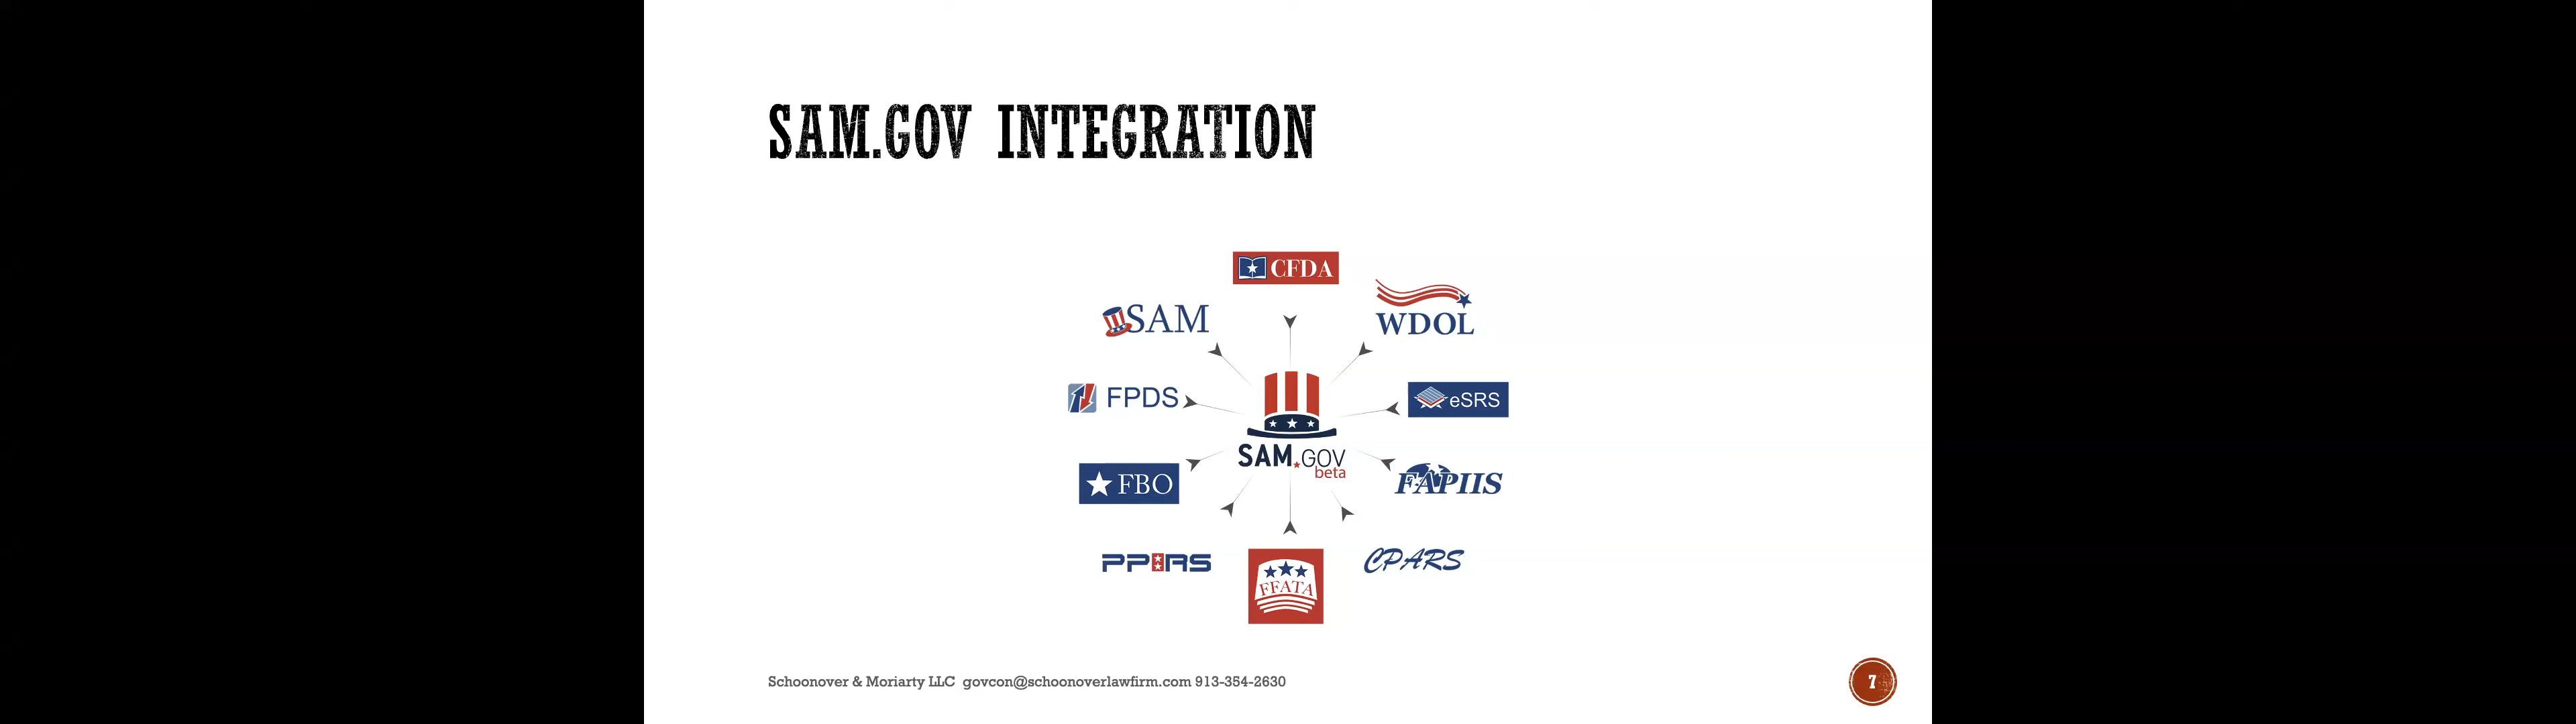 SAM.GOV INTEGRATION
CFDA
SAM
WDOL
FPDS
eSRS
SAM.GOV
beta
FBO
FAPIIS
PPIRS
FFATA
CPARS
Schoonover & Moriarty LLC govcon@schoonoverlawfirm.com 913-354-2630
7